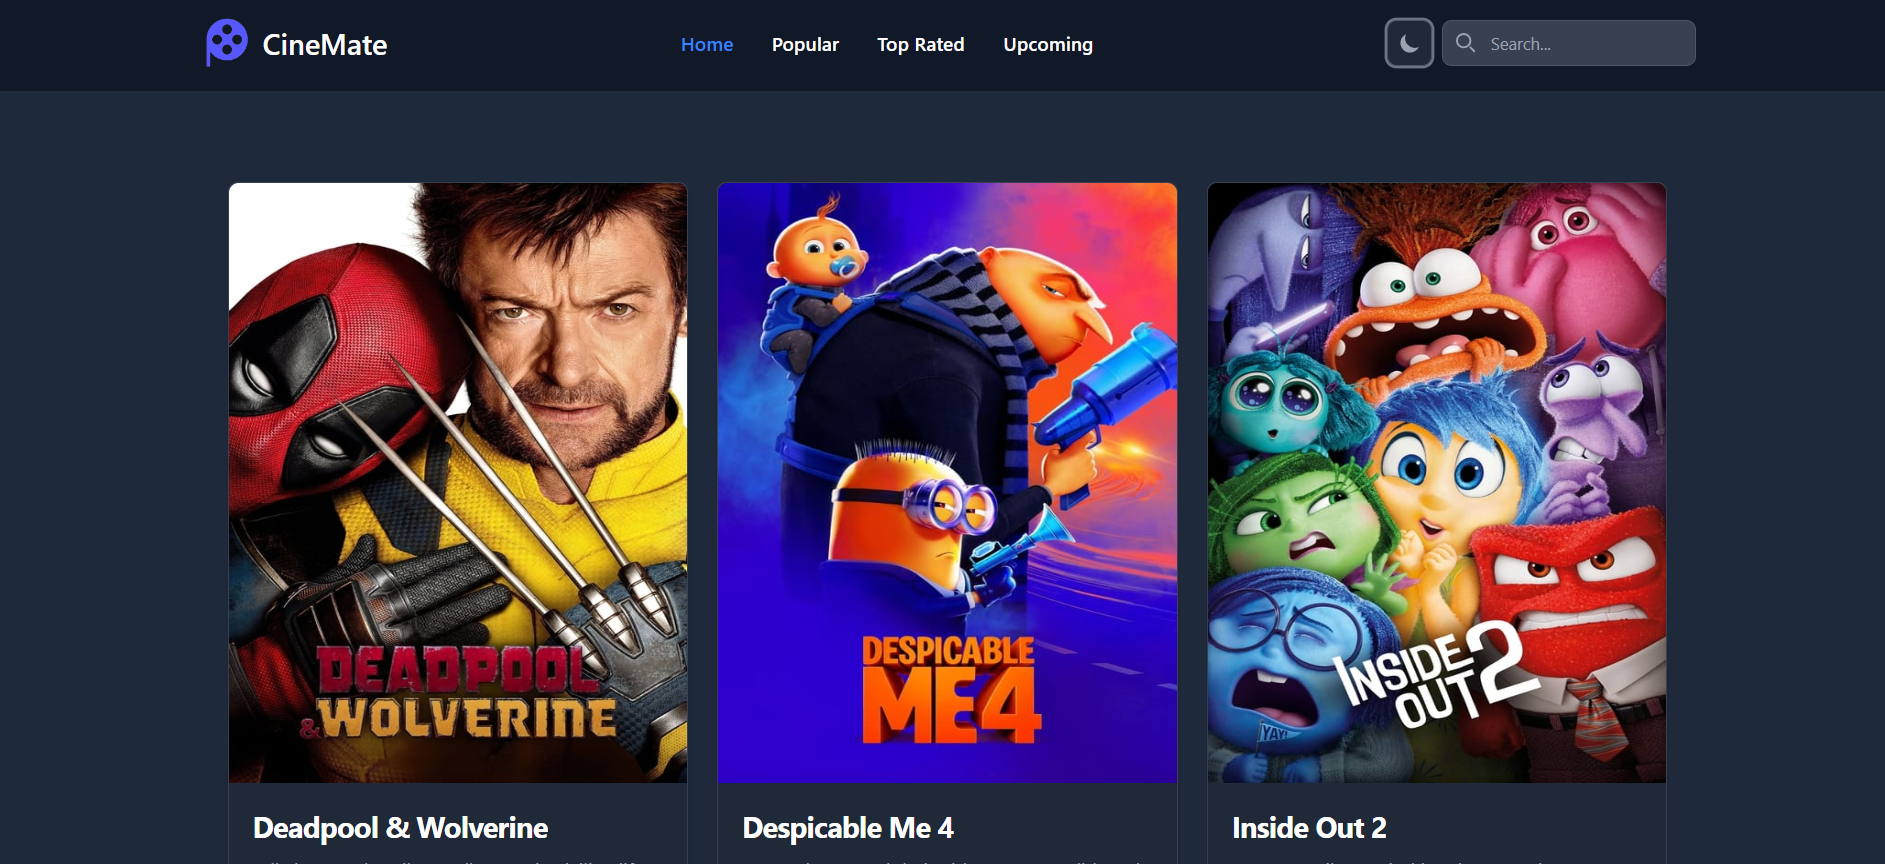 CineMate
Home Popular Top Rated Upcoming
Search...
DEADPOOL
& WOLVERINE
DESPICABLE
ME 4
YAY!
INSIDE
OUT 2
Deadpool & Wolverine
Despicable Me 4
Inside Out 2